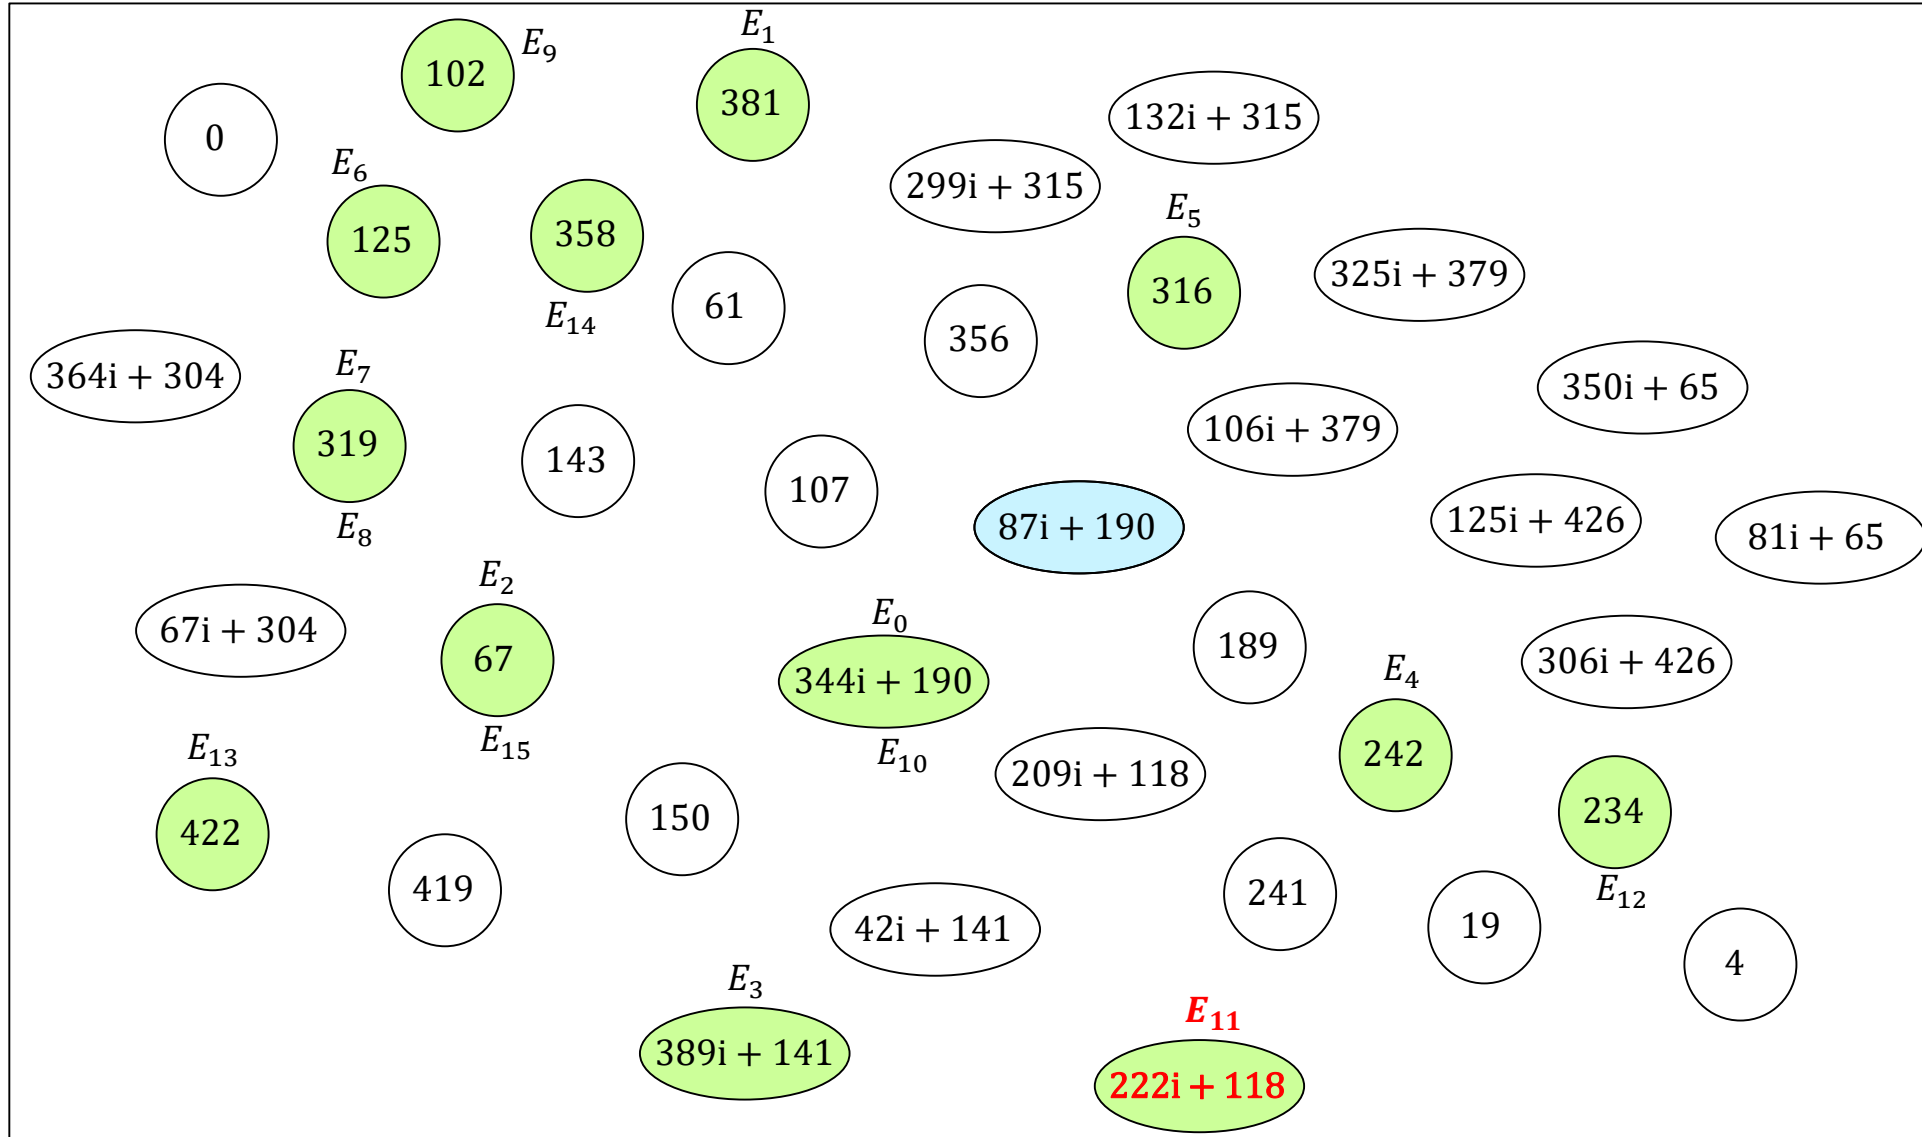 E₁
E₉
102
381
132i + 315
0
E₆
299i + 315
E₅
125
358
325i + 379
316
61
E₁₄
356
E₇
364i + 304
350i + 65
106i + 379
319
143
107
125i + 426
87i + 190
81i + 65
E₈
E₂
E₀
67i + 304
189
67
306i + 426
E₄
344i + 190
E₁₅
E₁₃
E₁₀
242
209i + 118
234
150
422
E₁₂
419
241
42i + 141
19
4
E₃
E₁₁
389i + 141
222i + 118